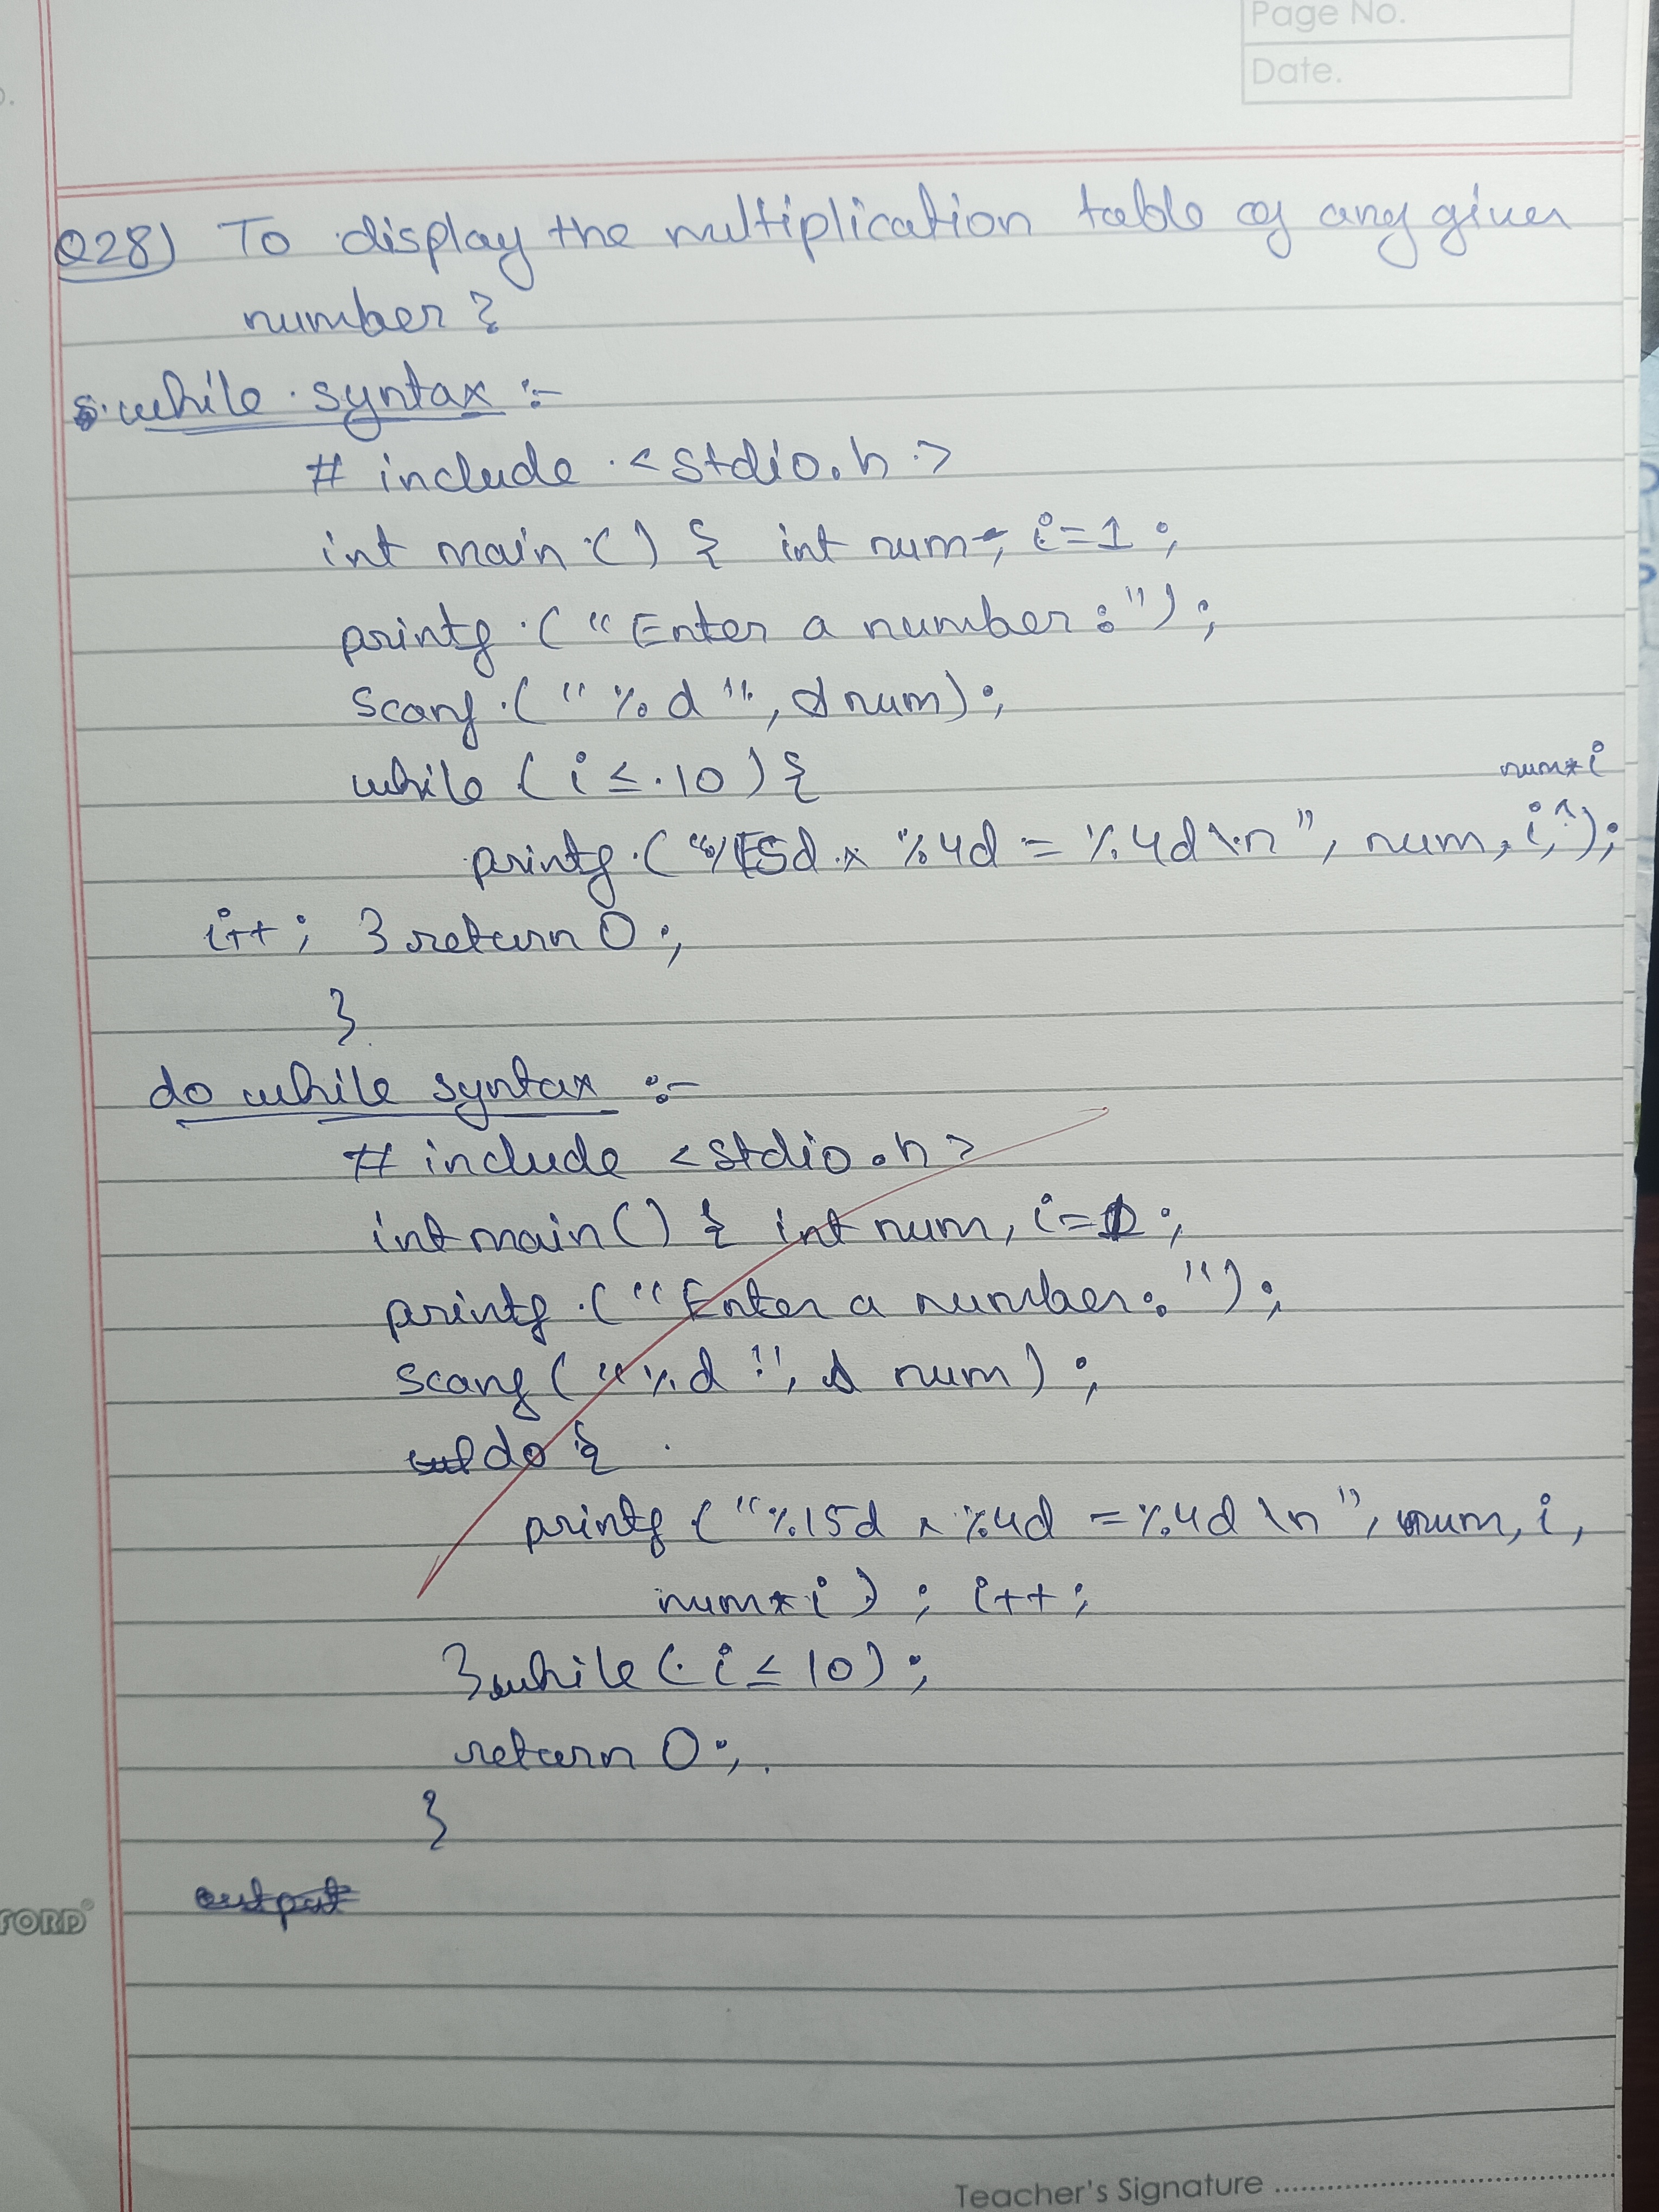 Page No.
Date.
Q28) To display the multiplication table of any given
number?
while syntax :-
# include <stdio.h>
int main () { int num, i=1;
printf ("Enter a number:");
scanf ("%d", &num);
while (i ≤ 10) {
num*i
printf ("%15d x %4d = %4d\n", num, i,^);
i++; } return 0;
}
do while syntax :-
# include <stdio.h>
int main() { int num, i=1;
printf ("Enter a number:");
scanf ("%d", & num);
do {
printf ("%15d x %4d = %4d \n", num, i,
num*i); i++;
} while (i ≤ 10);
return 0;
}
output
FORD
Teacher's Signature